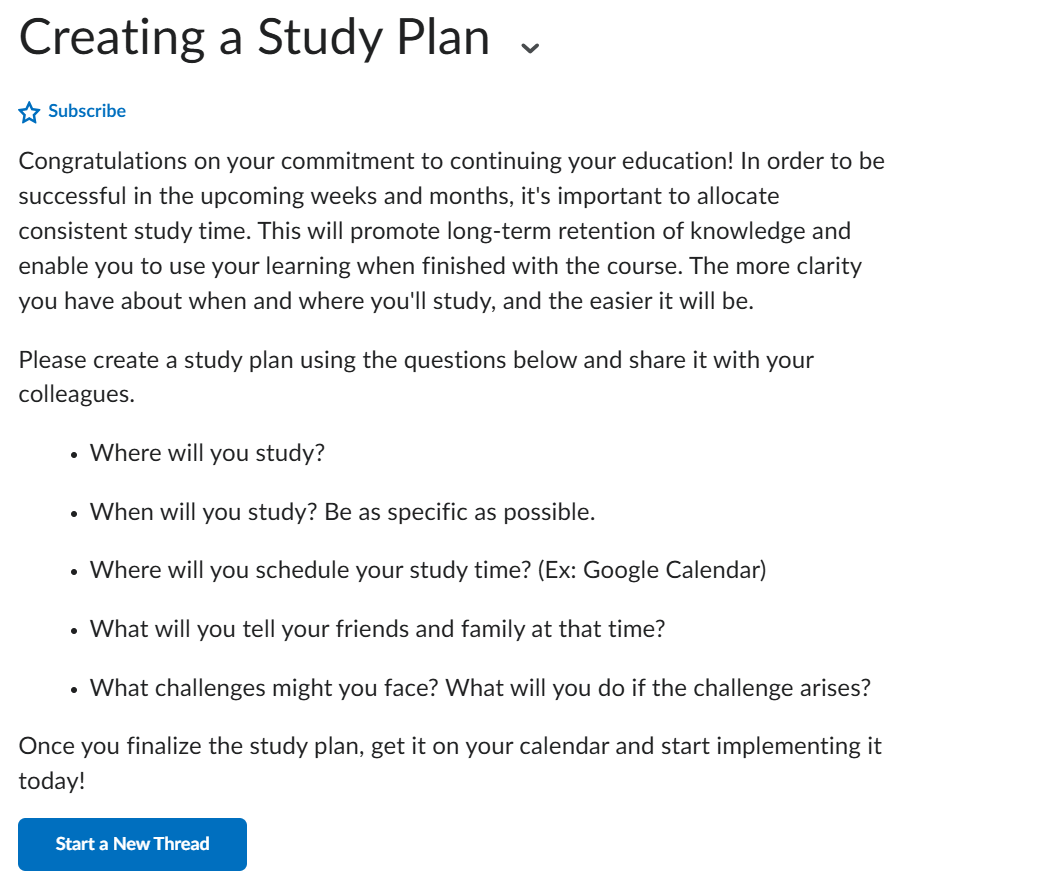 Creating a Study Plan
Subscribe
Congratulations on your commitment to continuing your education! In order to be
successful in the upcoming weeks and months, it's important to allocate
consistent study time. This will promote long-term retention of knowledge and
enable you to use your learning when finished with the course. The more clarity
you have about when and where you'll study, and the easier it will be.
Please create a study plan using the questions below and share it with your
colleagues.
• Where will you study?
• When will you study? Be as specific as possible.
• Where will you schedule your study time? (Ex: Google Calendar)
• What will you tell your friends and family at that time?
• What challenges might you face? What will you do if the challenge arises?
Once you finalize the study plan, get it on your calendar and start implementing it
today!
Start a New Thread